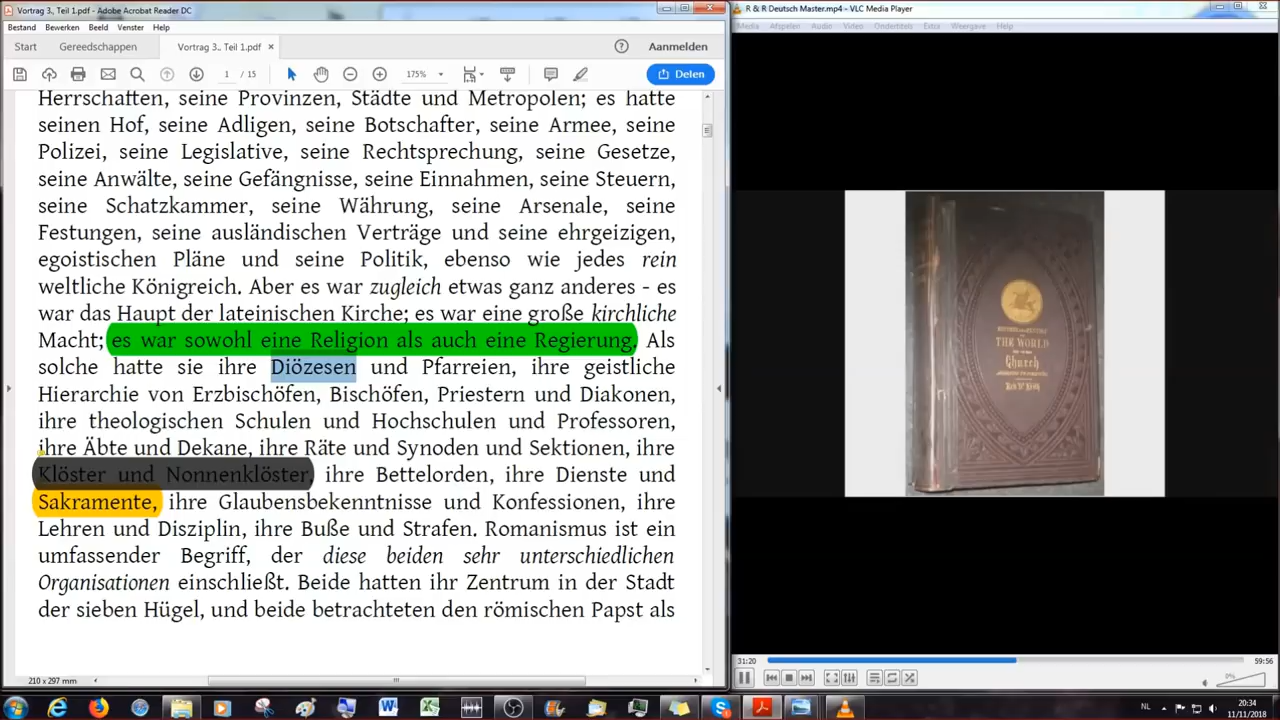 Vortrag 3., Teil 1.pdf - Adobe Acrobat Reader DC
Bestand Bewerken Beeld Venster Help
Start Gereedschappen Vortrag 3., Teil 1.pdf × Aanmelden
1 / 15 175% Delen
Herrschaften, seine Provinzen, Städte und Metropolen; es hatte
seinen Hof, seine Adligen, seine Botschafter, seine Armee, seine
Polizei, seine Legislative, seine Rechtsprechung, seine Gesetze,
seine Anwälte, seine Gefängnisse, seine Einnahmen, seine Steuern,
seine Schatzkammer, seine Währung, seine Arsenale, seine
Festungen, seine ausländischen Verträge und seine ehrgeizigen,
egoistischen Pläne und seine Politik, ebenso wie jedes rein
weltliche Königreich. Aber es war zugleich etwas ganz anderes - es
war das Haupt der lateinischen Kirche; es war eine große kirchliche
Macht; es war sowohl eine Religion als auch eine Regierung. Als
solche hatte sie ihre Diözesen und Pfarreien, ihre geistliche
Hierarchie von Erzbischöfen, Bischöfen, Priestern und Diakonen,
ihre theologischen Schulen und Hochschulen und Professoren,
ihre Äbte und Dekane, ihre Räte und Synoden und Sektionen, ihre
Klöster und Nonnenklöster, ihre Bettelorden, ihre Dienste und
Sakramente, ihre Glaubensbekenntnisse und Konfessionen, ihre
Lehren und Disziplin, ihre Buße und Strafen. Romanismus ist ein
umfassender Begriff, der diese beiden sehr unterschiedlichen
Organisationen einschließt. Beide hatten ihr Zentrum in der Stadt
der sieben Hügel, und beide betrachteten den römischen Papst als
210 x 297 mm
R & R Deutsch Master.mp4 - VLC Media Player
Media Afspelen Audio Video Ondertitels Extra Weergave Help
THE WORLD
Church
31:20 59:56
0%
NL 20:34
11/11/2018